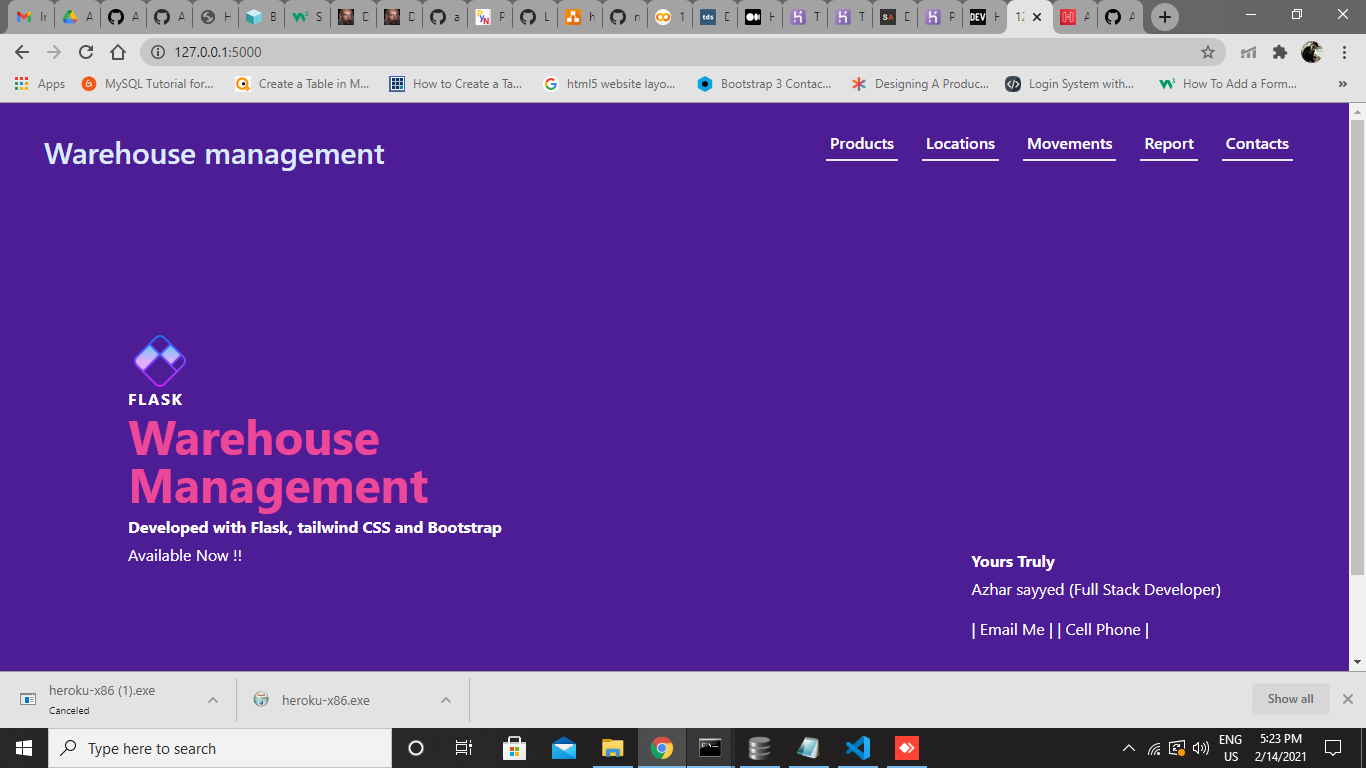 127.0.0.1:5000
Apps
MySQL Tutorial for...
Create a Table in M...
How to Create a Ta...
html5 website layo...
Bootstrap 3 Contac...
Designing A Produc...
Login System with...
How To Add a Form...
»
Warehouse management
Products
Locations
Movements
Report
Contacts
FLASK
Warehouse
Management
Developed with Flask, tailwind CSS and Bootstrap
Available Now !!
Yours Truly
Azhar sayyed (Full Stack Developer)
| Email Me | | Cell Phone |
heroku-x86 (1).exe
Canceled
heroku-x86.exe
Show all
Type here to search
ENG
US
5:23 PM
2/14/2021